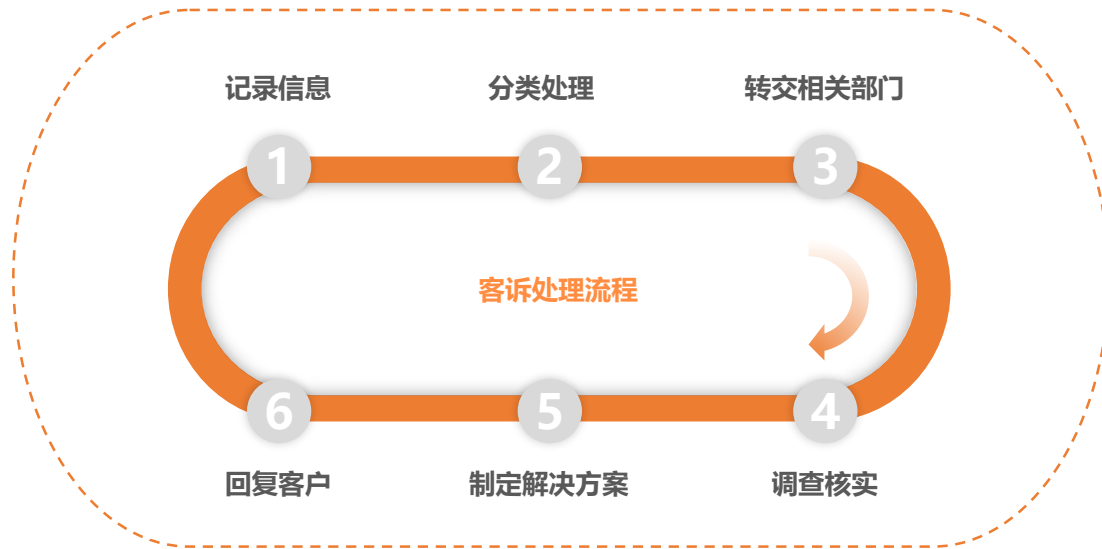 记录信息
分类处理
转交相关部门
1
2
3
客诉处理流程
6
5
4
回复客户
制定解决方案
调查核实